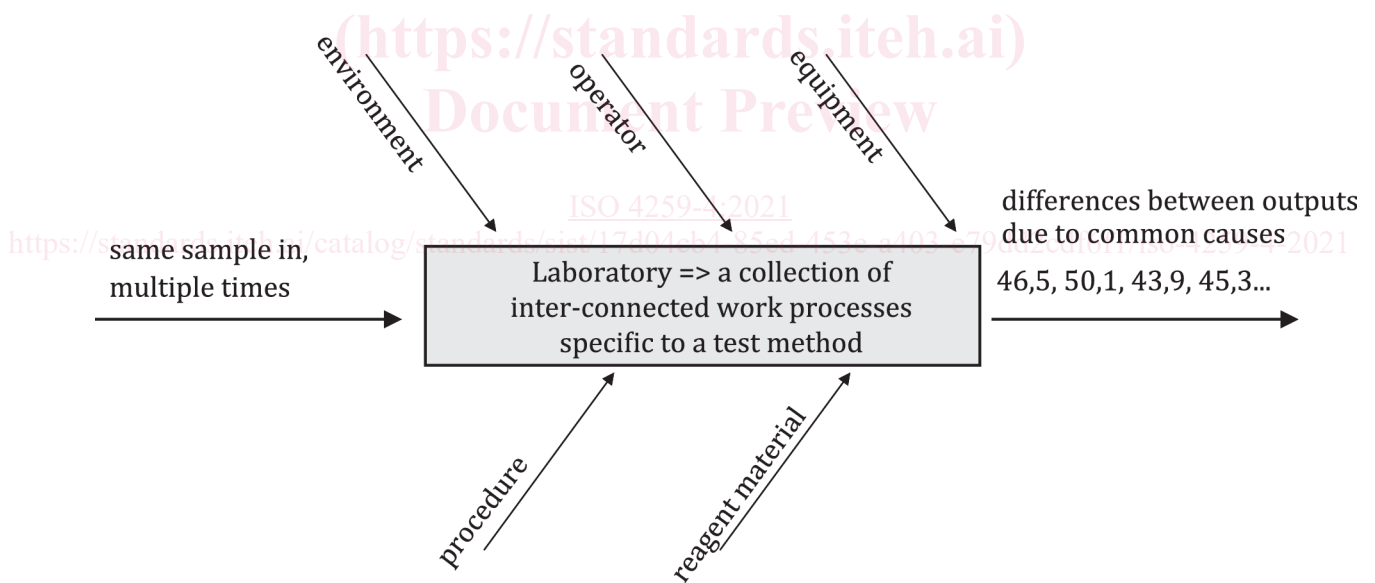 (https://standards.iteh.ai)
Document Preview
environment
operator
equipment
ISO 4259-4:2021
differences between outputs
due to common causes
46,5, 50,1, 43,9, 45,3...
same sample in,
multiple times
Laboratory => a collection of
inter-connected work processes
specific to a test method
procedure
reagent material